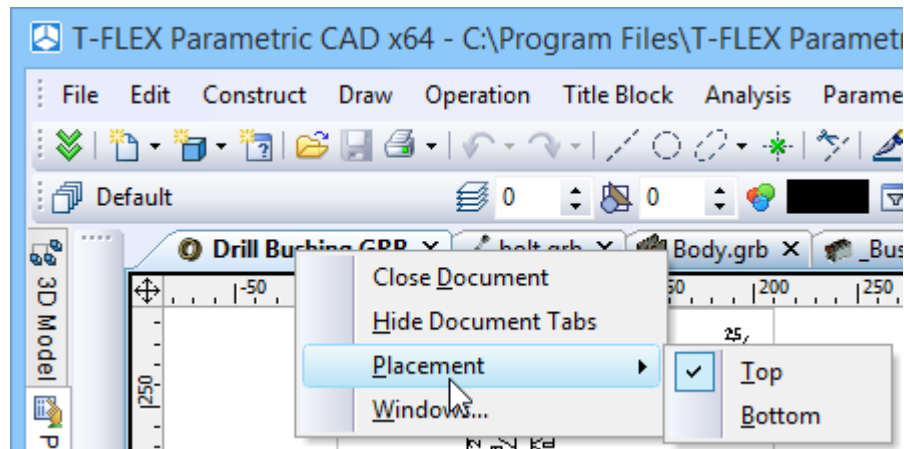 T-FLEX Parametric CAD x64 - C:\Program Files\T-FLEX Parametr
File Edit Construct Draw Operation Title Block Analysis Parame
Default 0 0
Drill Bushing.GRB bolt.grb Body.grb _Bus
-50 200 250
Close Document
Hide Document Tabs
Placement
Windows...
Top
Bottom
3D Model
250
25,